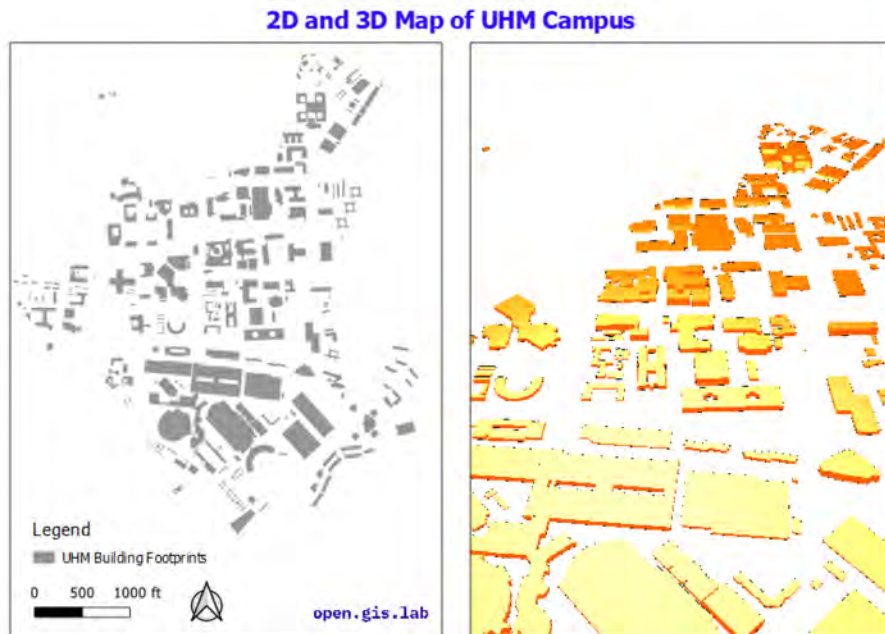 2D and 3D Map of UHM Campus
Legend
UHM Building Footprints
0 500 1000 ft
open.gis.lab